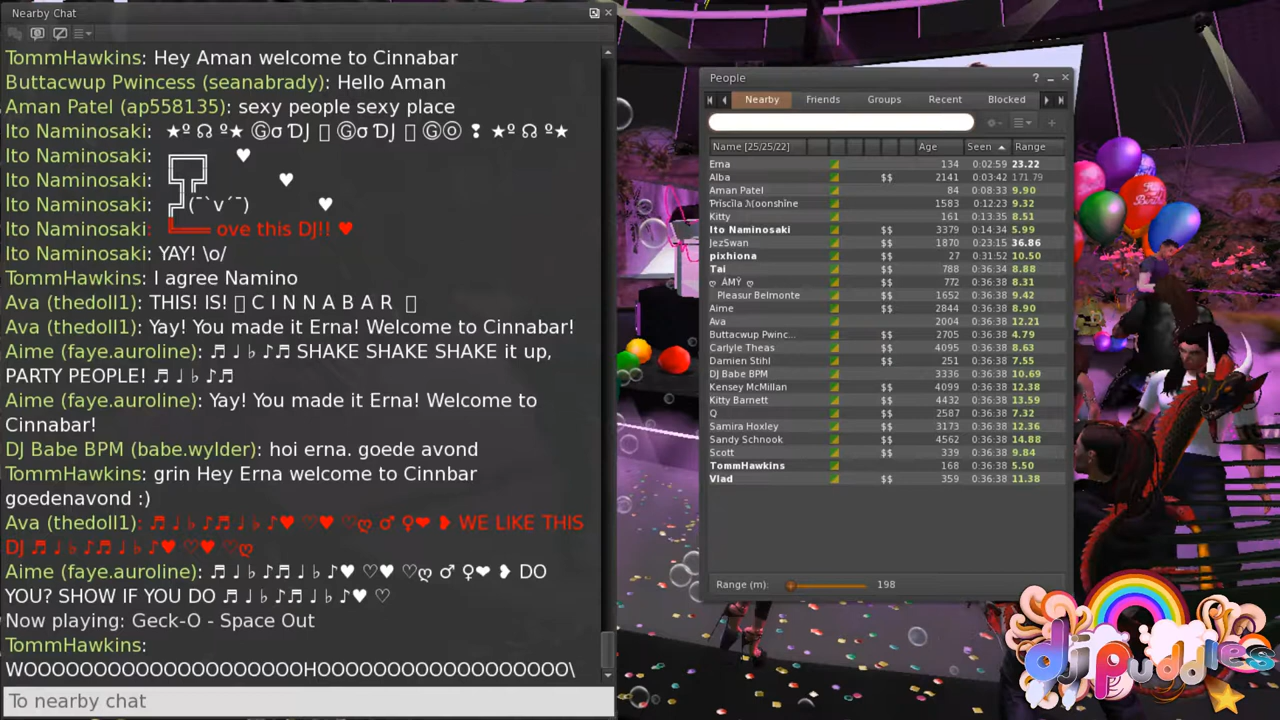 Nearby Chat
TommHawkins: Hey Aman welcome to Cinnabar
Buttacwup Pwincess (seanabrady): Hello Aman
Aman Patel (ap558135): sexy people sexy place
Ito Naminosaki: ★º ☊ º★ ⒼσƊJ ▯ ⒼσƊJ ▯ ⒼⓄ ❢ ★º ☊ º★
Ito Naminosaki: ╔══╗ ♥
Ito Naminosaki: ╚╗╔╝ ♥
Ito Naminosaki: ╔╝(¯`v´¯) ♥
Ito Naminosaki: ╚══ ove this DJ!! ♥
Ito Naminosaki: YAY! \o/
TommHawkins: I agree Namino
Ava (thedoll1): THIS! IS! ▯ C I N N A B A R ▯
Ava (thedoll1): Yay! You made it Erna! Welcome to Cinnabar!
Aime (faye.auroline): ♬ ♩ ♭ ♪♬ SHAKE SHAKE SHAKE it up,
PARTY PEOPLE! ♬ ♩ ♭ ♪♬
Aime (faye.auroline): Yay! You made it Erna! Welcome to
Cinnabar!
DJ Babe BPM (babe.wylder): hoi erna. goede avond
TommHawkins: grin Hey Erna welcome to Cinnbar
goedenavond :)
Ava (thedoll1): ♬ ♩ ♭ ♪♬ ♩ ♭ ♪♥ ♡♥ ♡ღ ♂ ♀❤ ❥ WE LIKE THIS
DJ ♬ ♩ ♭ ♪♬ ♩ ♭ ♪♥ ♡♥ ♡ღ
Aime (faye.auroline): ♬ ♩ ♭ ♪♬ ♩ ♭ ♪♥ ♡♥ ♡ღ ♂ ♀❤ ❥ DO
YOU? SHOW IF YOU DO ♬ ♩ ♭ ♪♬ ♩ ♭ ♪♥ ♡
Now playing: Geck-O - Space Out
TommHawkins:
WOOOOOOOOOOOOOOOOOOOOHOOOOOOOOOOOOOOOOOO\
To nearby chat
People
? _ ×
Nearby Friends Groups Recent Blocked
Name [25/25/22] Age Seen Range
Erna 134 0:02:59 23.22
Alba $$ 2141 0:03:42 171.79
Aman Patel 84 0:08:33 9.90
Ƥríscíla ℳoonshíne 1583 0:12:23 9.32
Kitty 161 0:13:35 8.51
Ito Naminosaki $$ 3379 0:14:34 5.99
JezSwan $$ 1870 0:23:15 36.86
pixhiona $$ 27 0:31:52 10.50
Tai $$ 788 0:36:34 8.88
ღ ÁMÝ ღ $$ 772 0:36:38 8.31
Pleasur Belmonte $$ 1652 0:36:38 9.42
Aime $$ 2844 0:36:38 8.90
Ava 2004 0:36:38 12.21
Buttacwup Pwinc... $$ 2705 0:36:38 4.79
Carlyle Theas $$ 4095 0:36:38 8.63
Damien Stihl $$ 251 0:36:38 7.55
DJ Babe BPM 3336 0:36:38 10.69
Kensey McMillan $$ 4099 0:36:38 12.38
Kitty Barnett $$ 4432 0:36:38 13.59
Q $$ 2587 0:36:38 7.32
Samira Hoxley $$ 3173 0:36:38 12.36
Sandy Schnook $$ 4562 0:36:38 14.88
Scott $$ 339 0:36:38 9.84
TommHawkins 168 0:36:38 5.50
Vlad $$ 359 0:36:38 11.38
Range (m): 198
dj Puddles